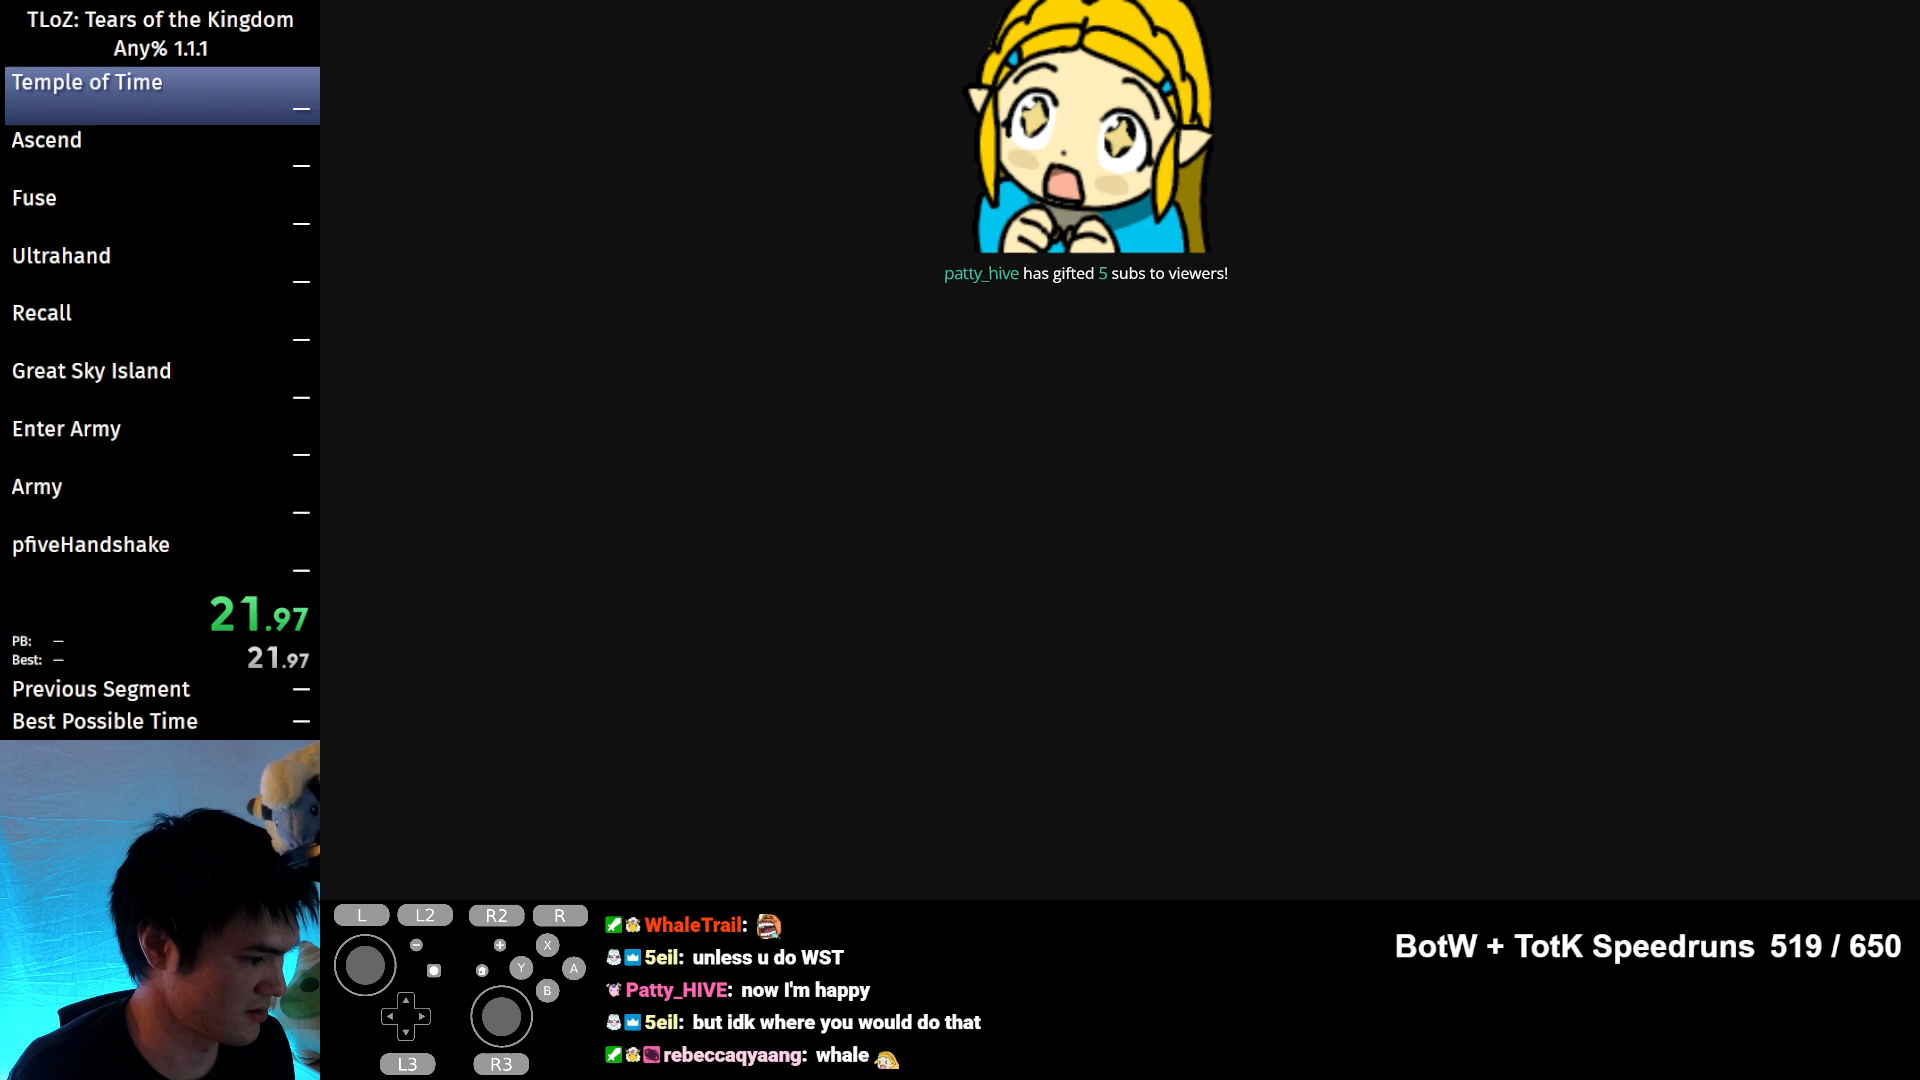 TLoZ: Tears of the Kingdom
Any% 1.1.1
Temple of Time
—
Ascend
—
Fuse
—
Ultrahand
—
Recall
—
Great Sky Island
—
Enter Army
—
Army
—
pfiveHandshake
—
21.97
PB: —
Best: — 21.97
Previous Segment —
Best Possible Time —
patty_hive has gifted 5 subs to viewers!
L L2 R2 R
X
Y A
B
L3 R3
WhaleTrail:
5eil: unless u do WST
Patty_HIVE: now I'm happy
5eil: but idk where you would do that
rebeccaqyaang: whale
BotW + TotK Speedruns 519 / 650